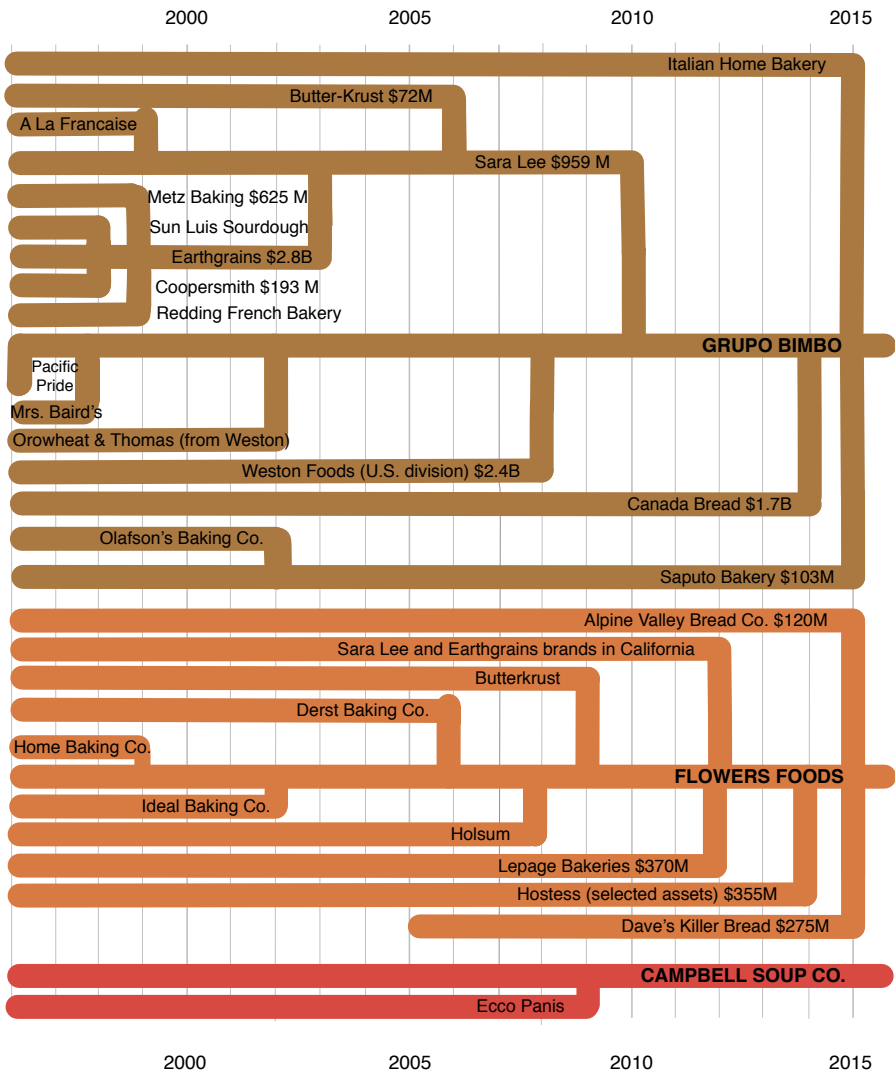 2000 2005 2010 2015
Italian Home Bakery
Butter-Krust $72M
A La Francaise
Sara Lee $959 M
Metz Baking $625 M
Sun Luis Sourdough
Earthgrains $2.8B
Coopersmith $193 M
Redding French Bakery
GRUPO BIMBO
Pacific
Pride
Mrs. Baird's
Orowheat & Thomas (from Weston)
Weston Foods (U.S. division) $2.4B
Canada Bread $1.7B
Olafson's Baking Co.
Saputo Bakery $103M
Alpine Valley Bread Co. $120M
Sara Lee and Earthgrains brands in California
Butterkrust
Derst Baking Co.
Home Baking Co.
FLOWERS FOODS
Ideal Baking Co.
Holsum
Lepage Bakeries $370M
Hostess (selected assets) $355M
Dave's Killer Bread $275M
CAMPBELL SOUP CO.
Ecco Panis
2000 2005 2010 2015